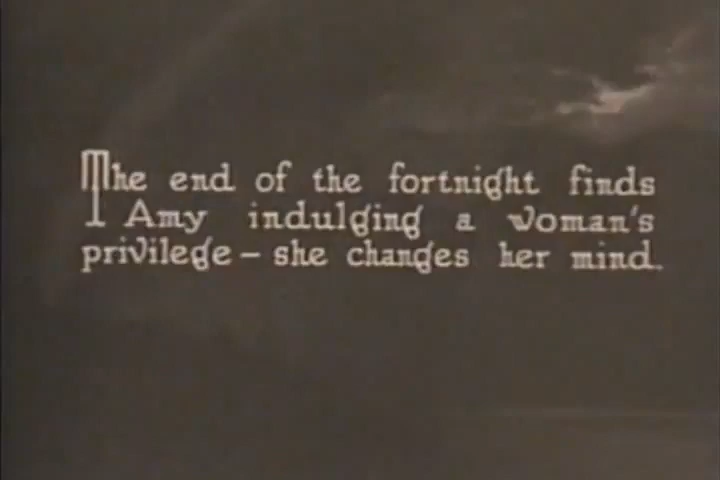 The end of the fortnight finds
Amy indulging a woman's
privilege – she changes her mind.